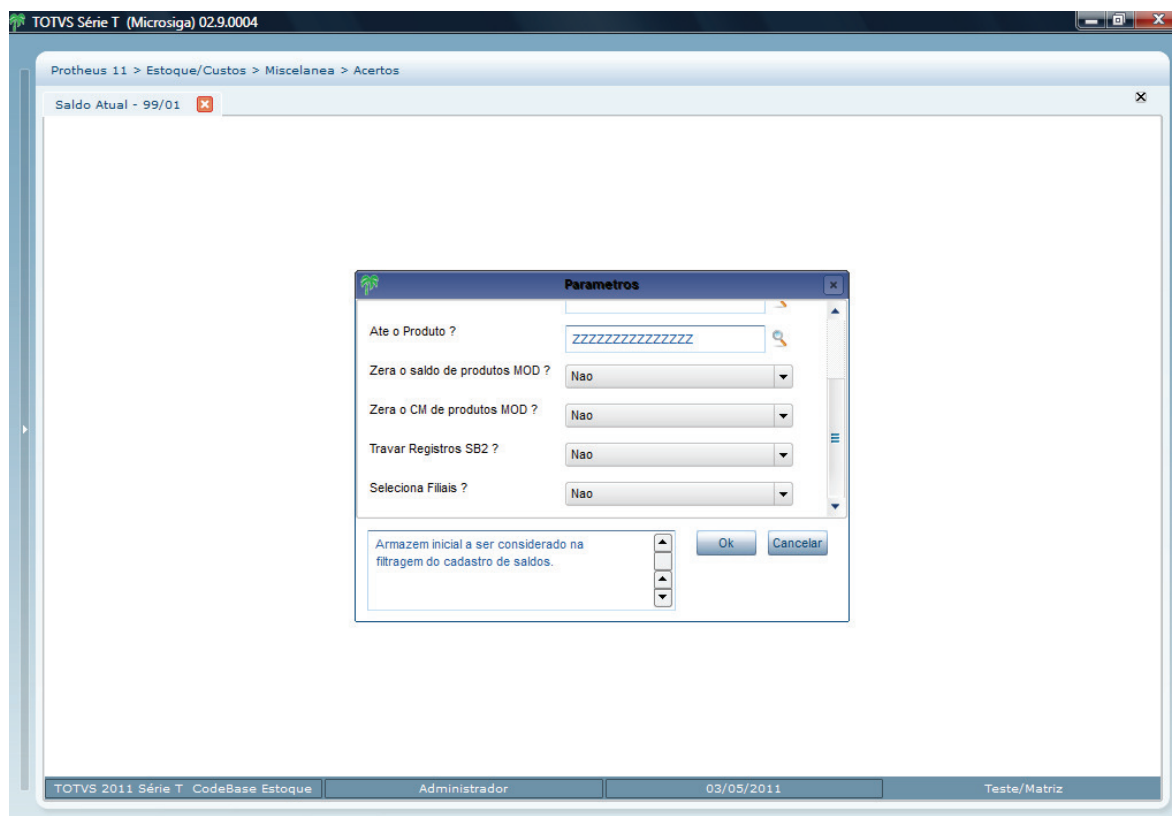 TOTVS Série T (Microsiga) 02.9.0004
Protheus 11 > Estoque/Custos > Miscelanea > Acertos
Saldo Atual - 99/01
Parametros
Ate o Produto ? ZZZZZZZZZZZZZZZ
Zera o saldo de produtos MOD ? Nao
Zera o CM de produtos MOD ? Nao
Travar Registros SB2 ? Nao
Seleciona Filiais ? Nao
Armazem inicial a ser considerado na
filtragem do cadastro de saldos.
Ok Cancelar
TOTVS 2011 Série T CodeBase Estoque Administrador 03/05/2011 Teste/Matriz